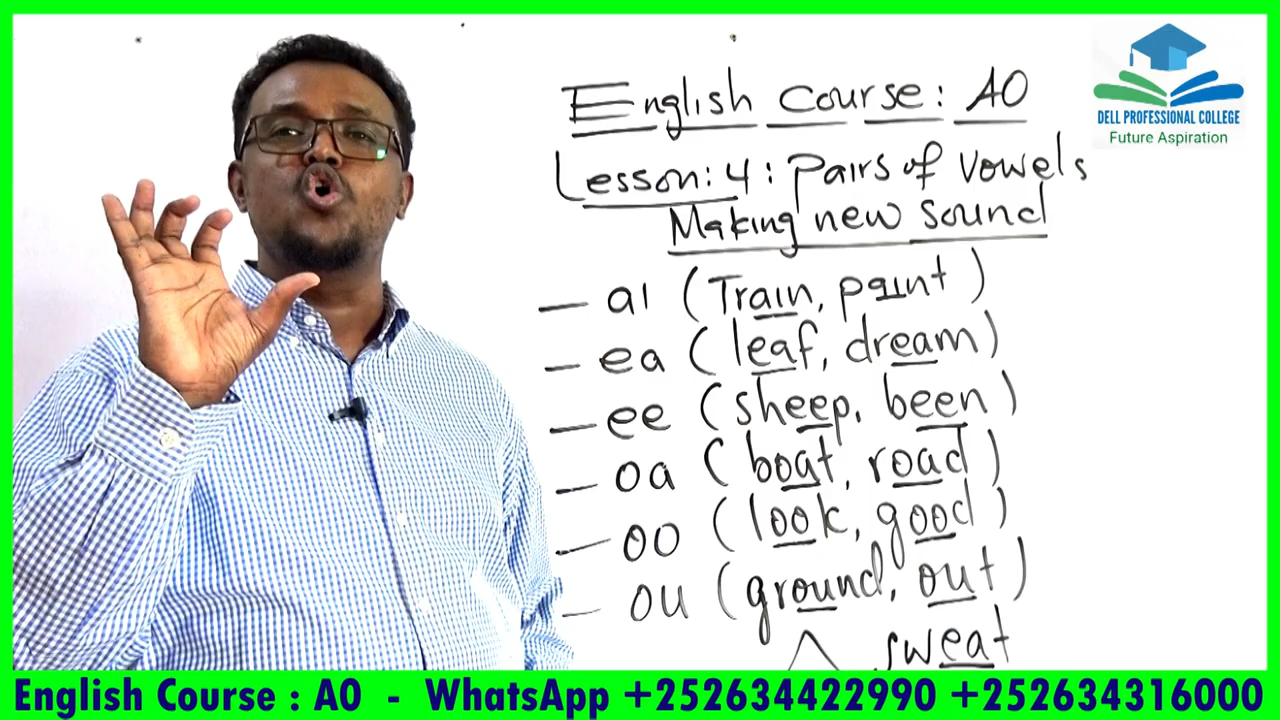 English Course: A0
Lesson: 4: Pairs of Vowels
Making new sound
— ai (Train, paint)
— ea (leaf, dream)
— ee (sheep, been)
— oa (boat, road)
— oo (look, good)
— ou (ground, out)
sweat
DELL PROFESSIONAL COLLEGE
Future Aspiration
English Course : A0 - WhatsApp +252634422990 +252634316000